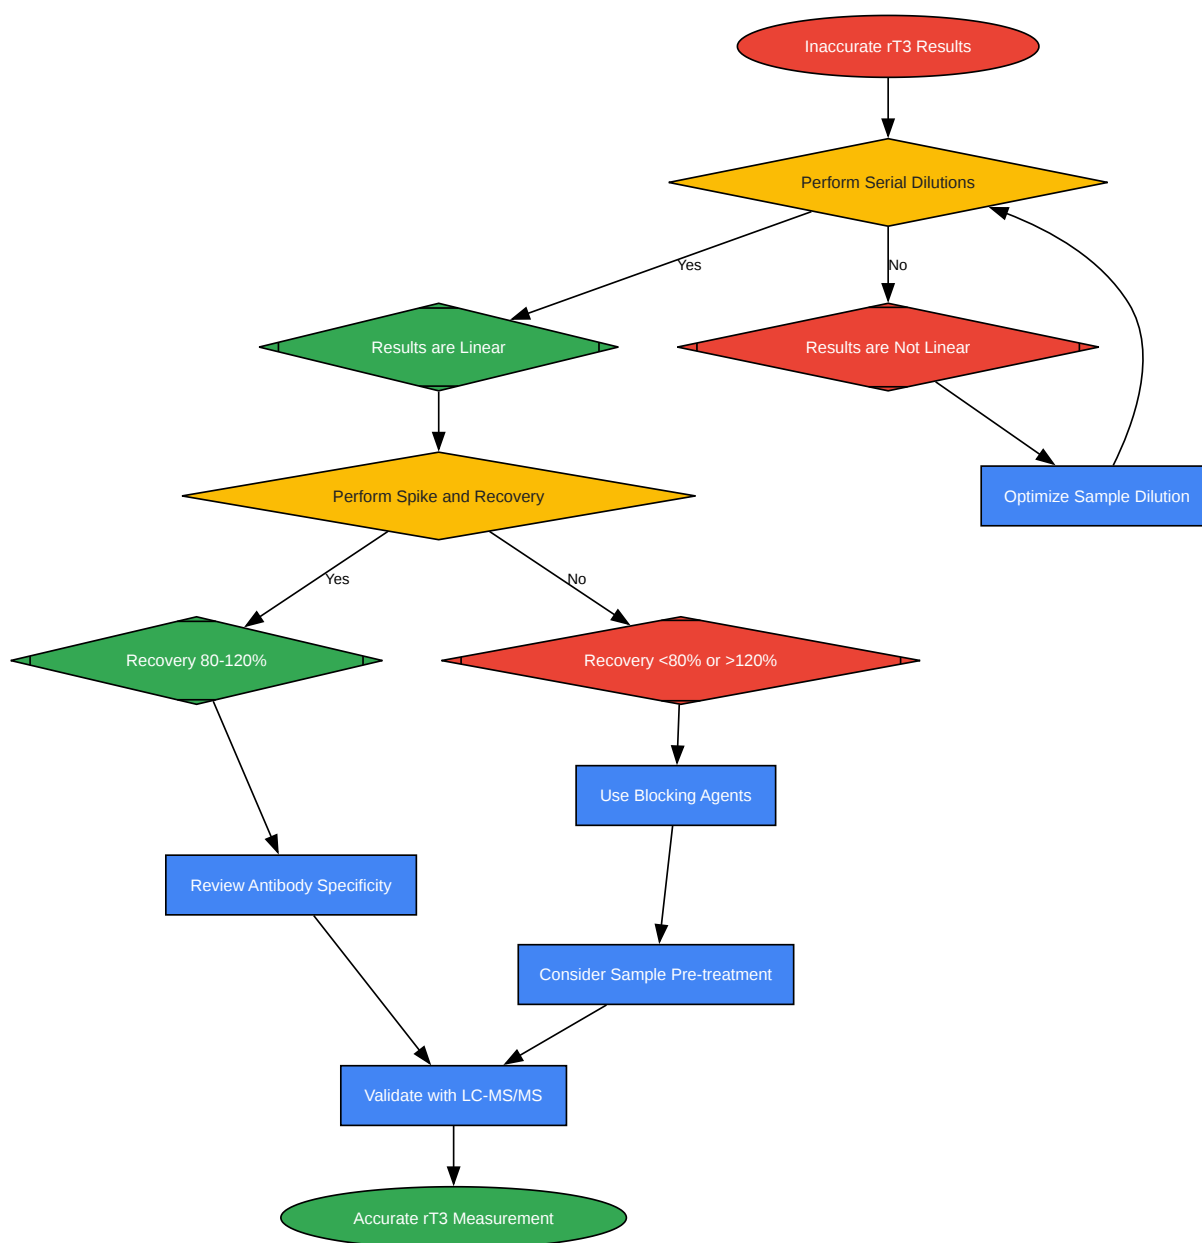 Inaccurate rT3 Results
Perform Serial Dilutions
Yes
No
Results are Linear
Results are Not Linear
Perform Spike and Recovery
Optimize Sample Dilution
Yes
No
Recovery 80-120%
Recovery <80% or >120%
Use Blocking Agents
Review Antibody Specificity
Consider Sample Pre-treatment
Validate with LC-MS/MS
Accurate rT3 Measurement